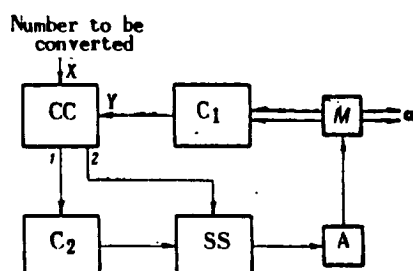 Number to be
converted
X
CC
Y
C1
M
α
1
2
C2
SS
A